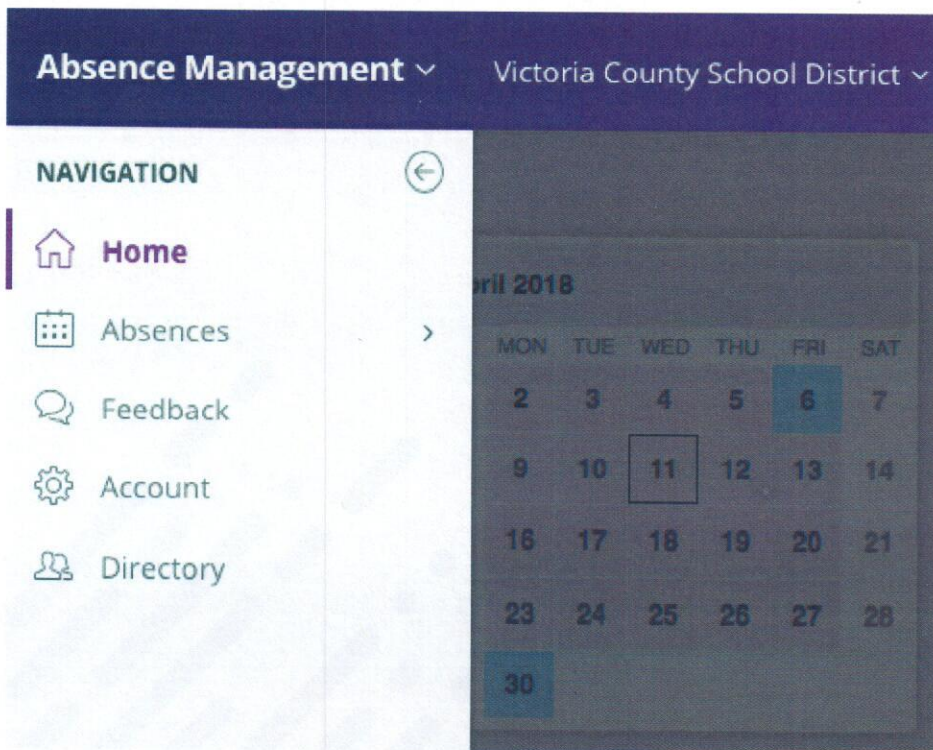 Absence Management Victoria County School District
NAVIGATION
Home
Absences
Feedback
Account
Directory
pril 2018
MON TUE WED THU FRI SAT
2 3 4 5 6 7
9 10 11 12 13 14
16 17 18 19 20 21
23 24 25 26 27 28
30